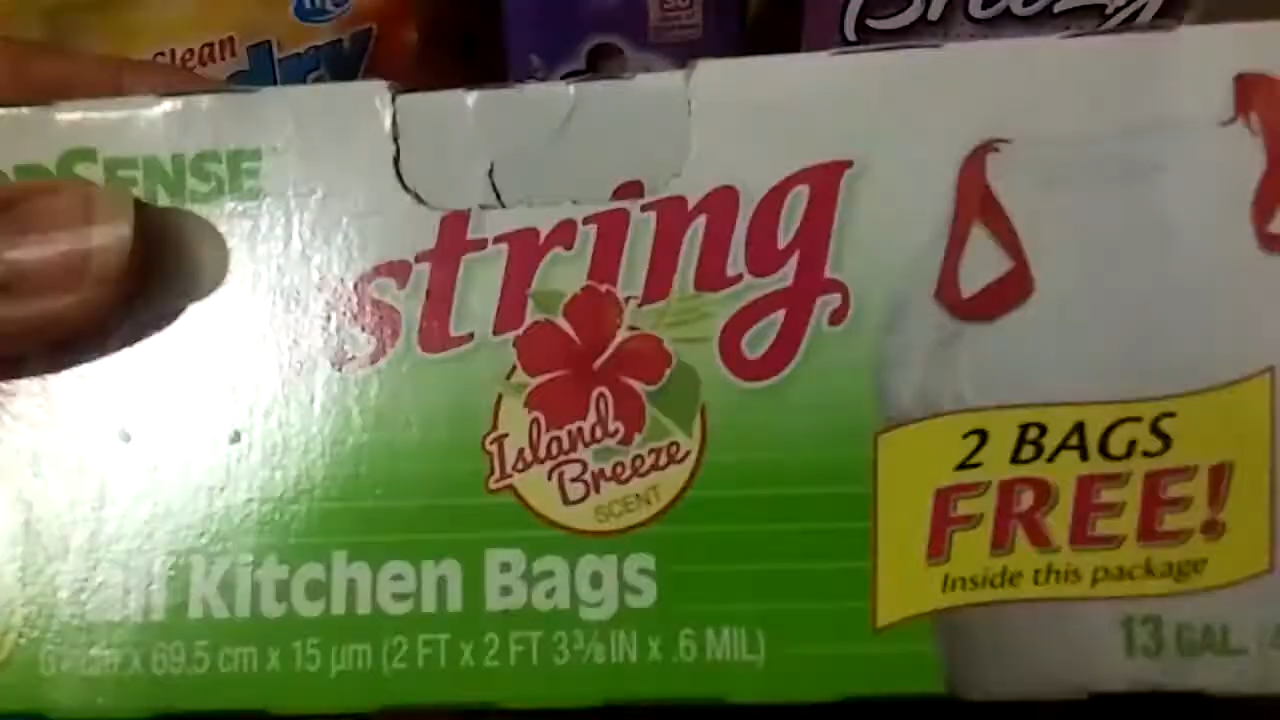 Clean
dry
SENSE
string
Island
Breeze
SCENT
Kitchen Bags
x 69.5 cm x 15 µm (2 FT x 2 FT 3⅜ IN x .6 MIL)
2 BAGS
FREE!
Inside this package
13 GAL.